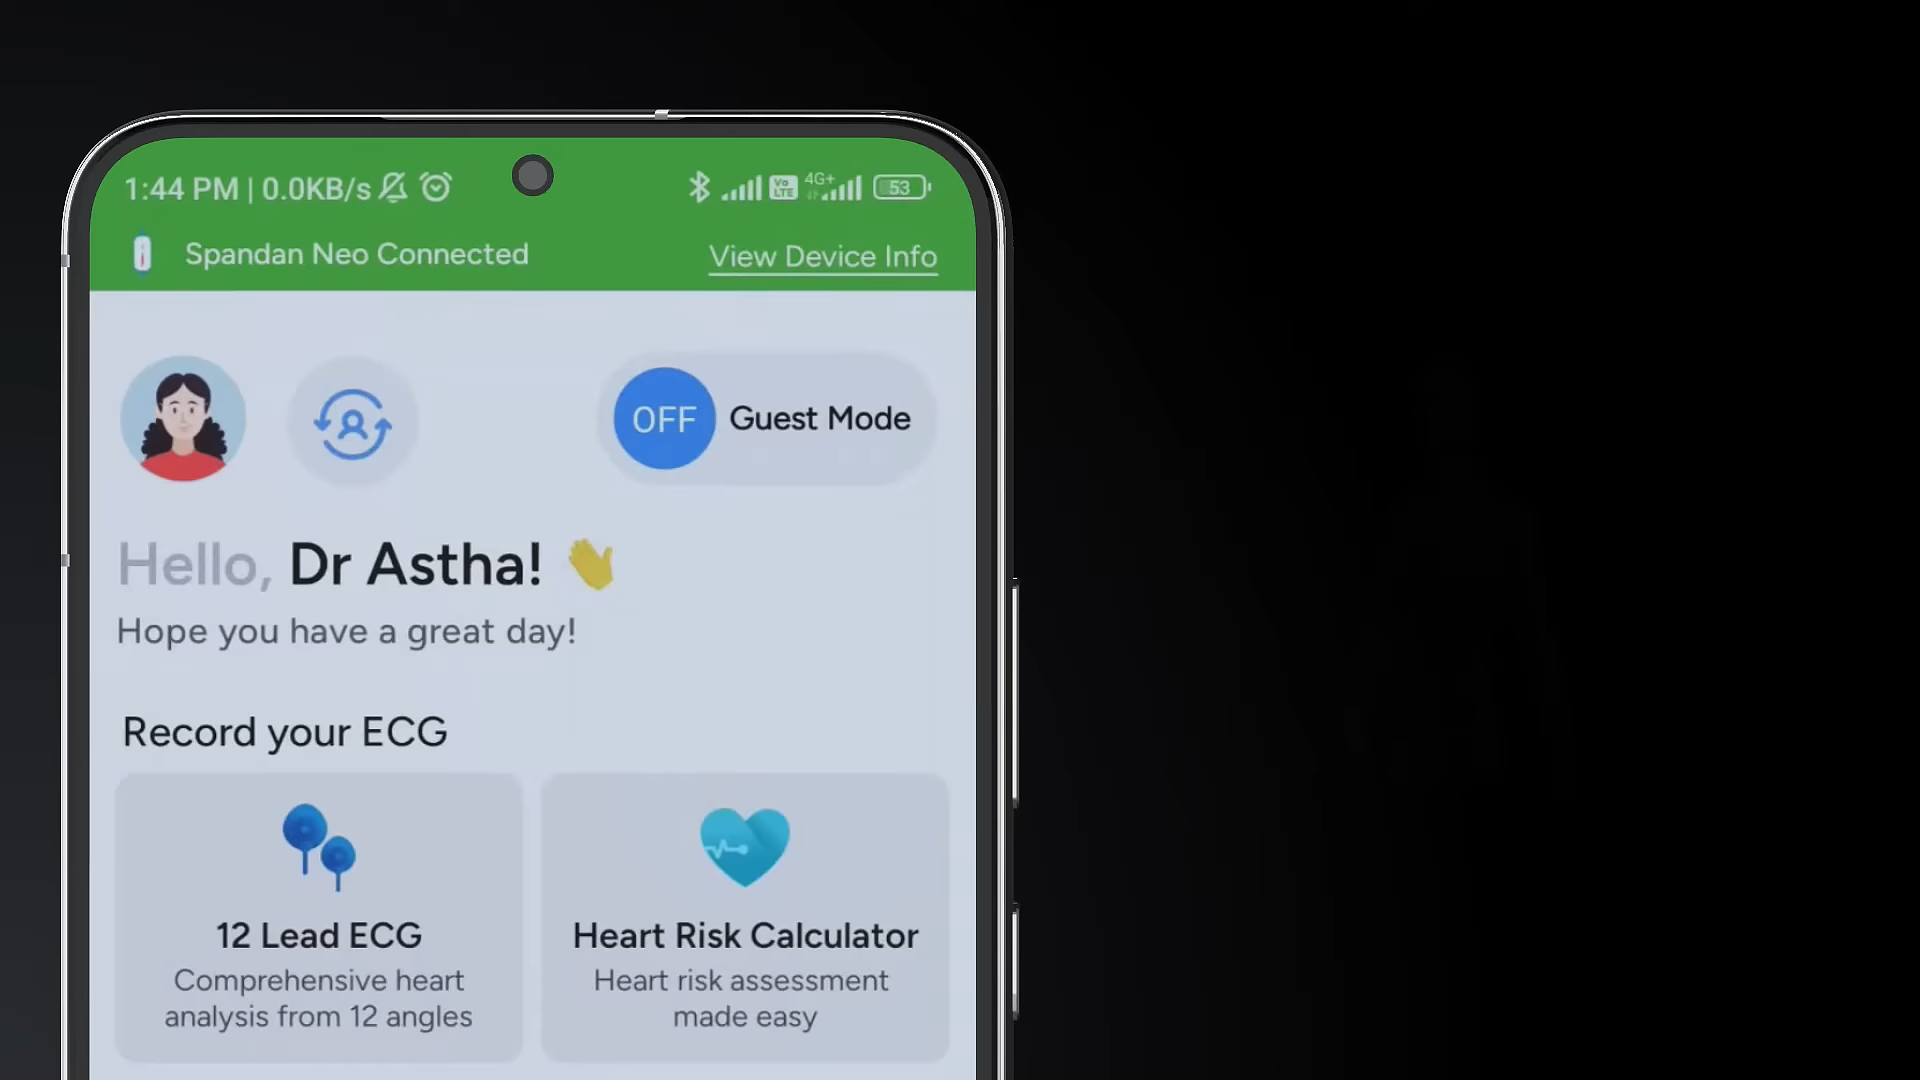 1:44 PM | 0.0KB/s
Vo LTE
4G+
53
Spandan Neo Connected
View Device Info
OFF
Guest Mode
Hello, Dr Astha! 👋
Hope you have a great day!
Record your ECG
12 Lead ECG
Comprehensive heart
analysis from 12 angles
Heart Risk Calculator
Heart risk assessment
made easy